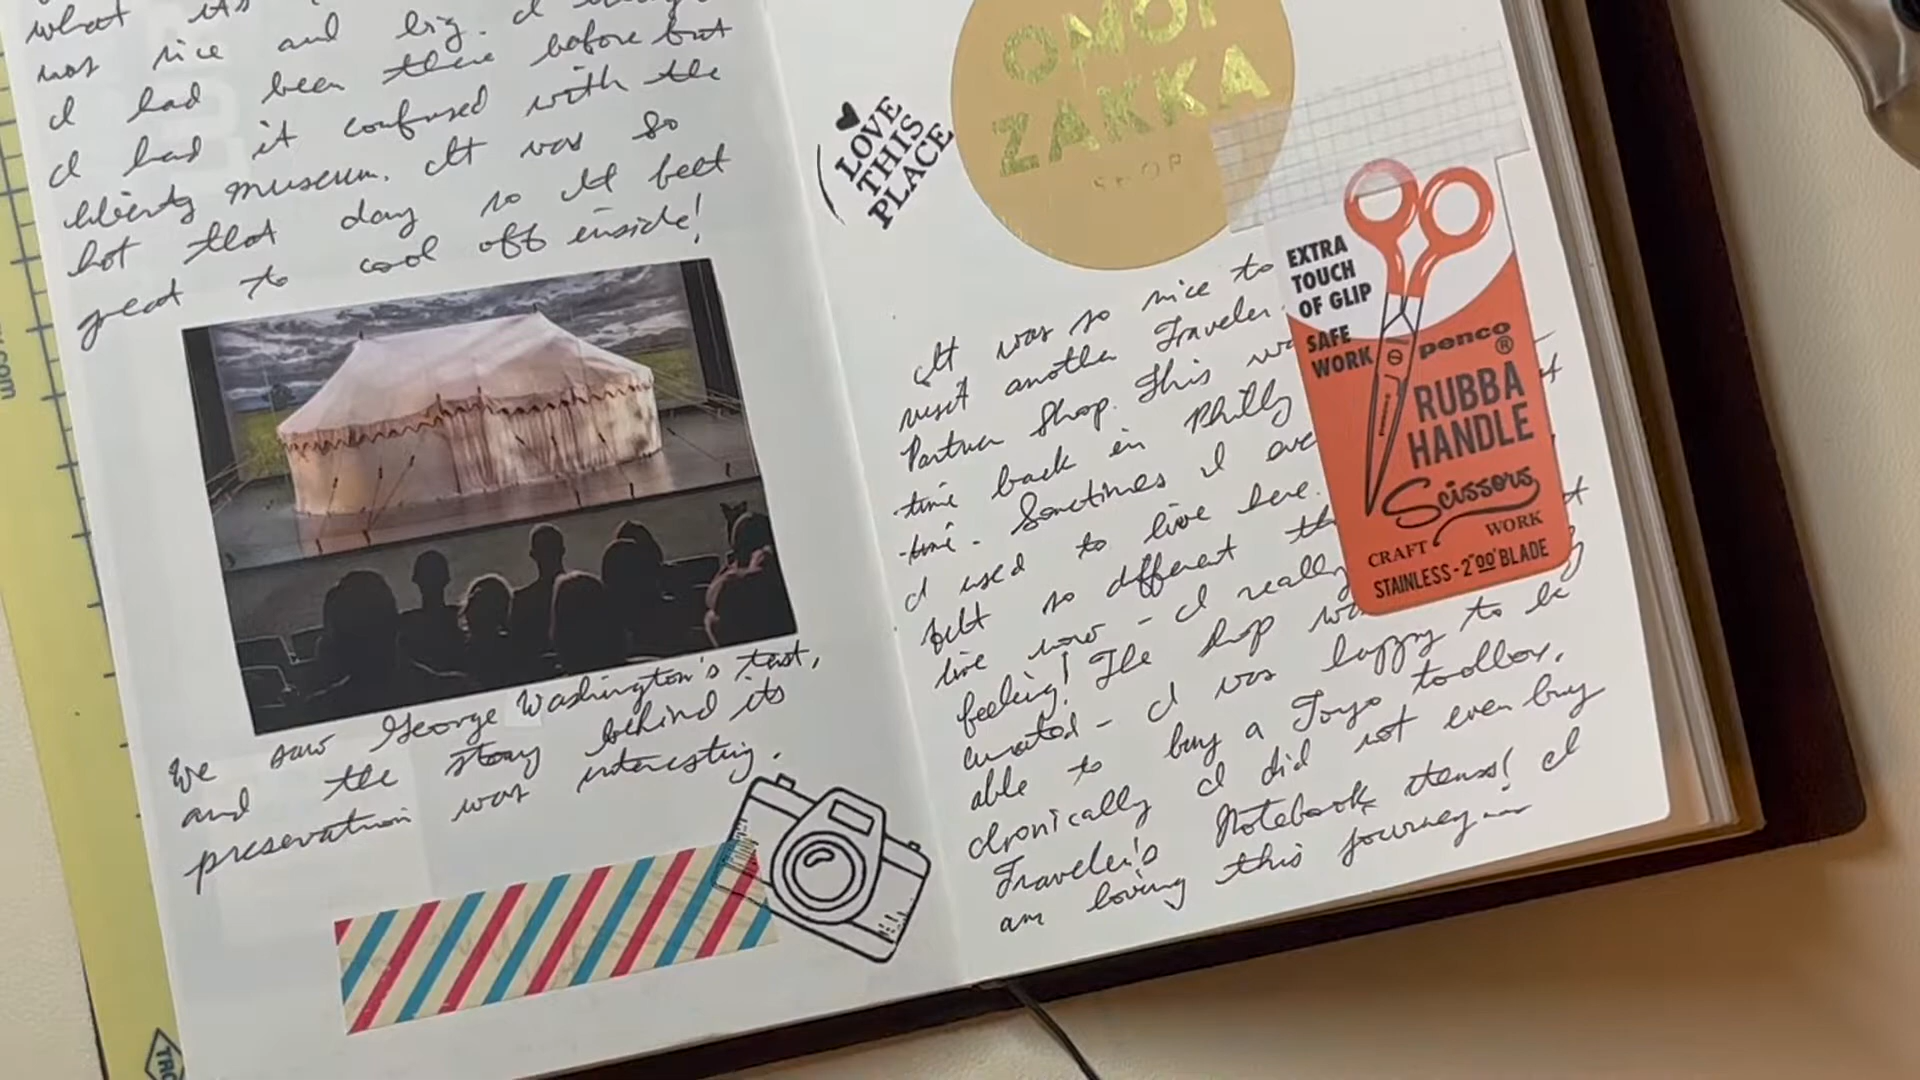 what it's
was nice and big. I
I had been there before but
I had it confused with the
liberty museum. It was so
hot that day so it felt
great to cool off inside!
We saw George Washington's tent,
and the story behind its
preservation was interesting.
LOVE
THIS
PLACE
OMOI
ZAKKA
SHOP
It was so nice to
visit another Traveler
Partner Shop. This
time back in Philly
time. Sometimes I
I used to live here.
felt so different
live now - I really
feeling! The shop
curated - I was happy to be
able to buy a Toyo toolbox.
Ironically I did not even buy
Traveler's Notebook items! I
am loving this journey
EXTRA
TOUCH
OF GLIP
SAFE
WORK
penco®
RUBBA
HANDLE
Scissors
CRAFT WORK
STAINLESS-2"00'BLADE
.com